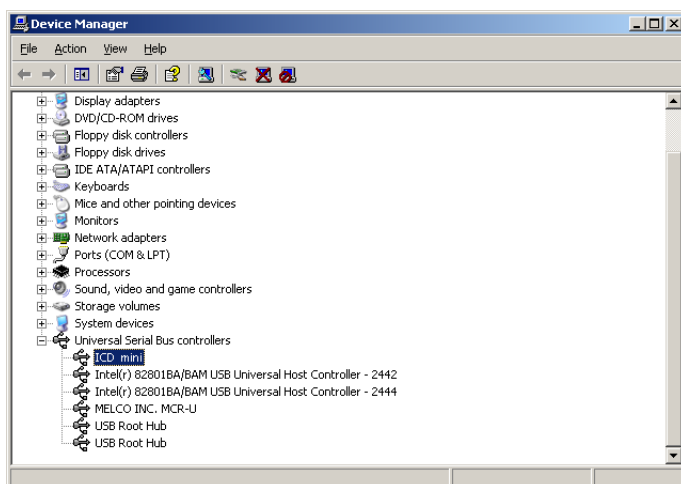 Device Manager
File Action View Help
Display adapters
DVD/CD-ROM drives
Floppy disk controllers
Floppy disk drives
IDE ATA/ATAPI controllers
Keyboards
Mice and other pointing devices
Monitors
Network adapters
Ports (COM & LPT)
Processors
Sound, video and game controllers
Storage volumes
System devices
Universal Serial Bus controllers
ICD mini
Intel(r) 82801BA/BAM USB Universal Host Controller - 2442
Intel(r) 82801BA/BAM USB Universal Host Controller - 2444
MELCO INC. MCR-U
USB Root Hub
USB Root Hub